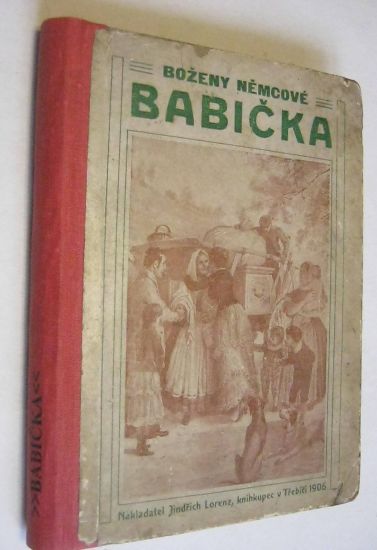 BOŽENY NĚMCOVÉ
BABIČKA
Nakladatel Jindřich Lorenz, knihkupec v Třebíči 1906
>>BABIČKA<<